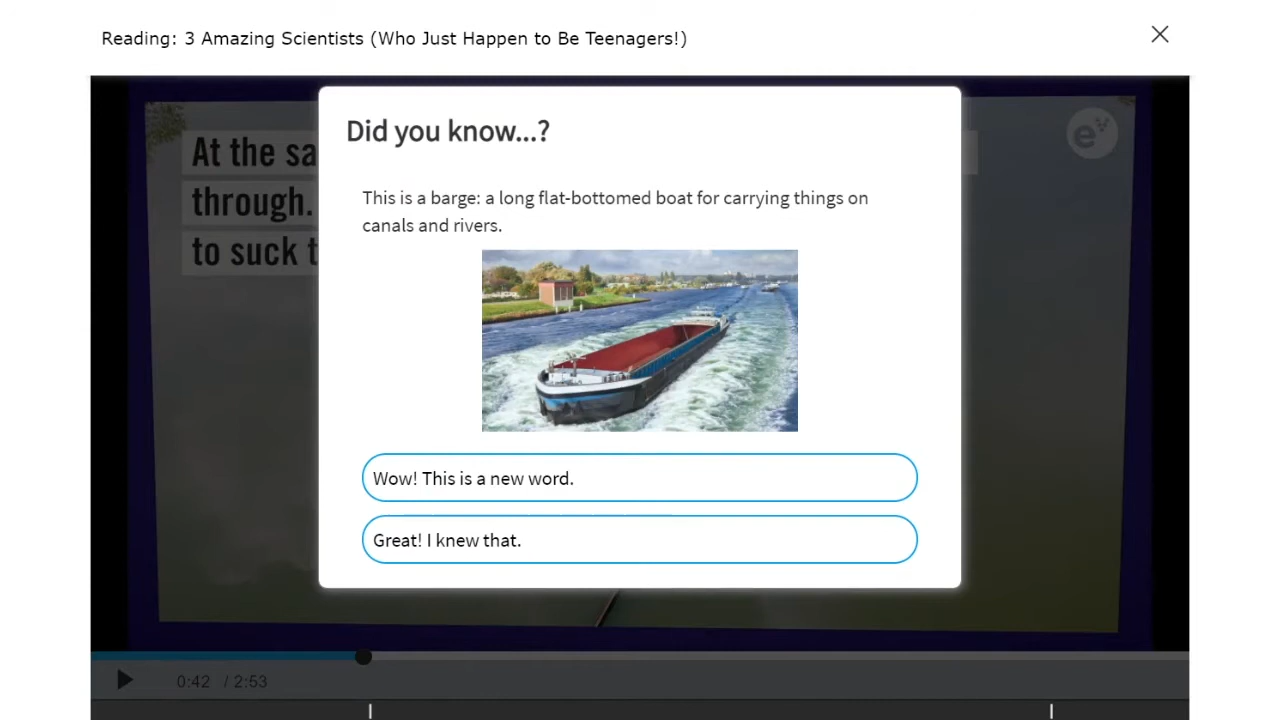 Reading: 3 Amazing Scientists (Who Just Happen to Be Teenagers!)
Did you know...?
At the sa
through.
to suck t
This is a barge: a long flat-bottomed boat for carrying things on
canals and rivers.
Wow! This is a new word.
Great! I knew that.
0:42 / 2:53